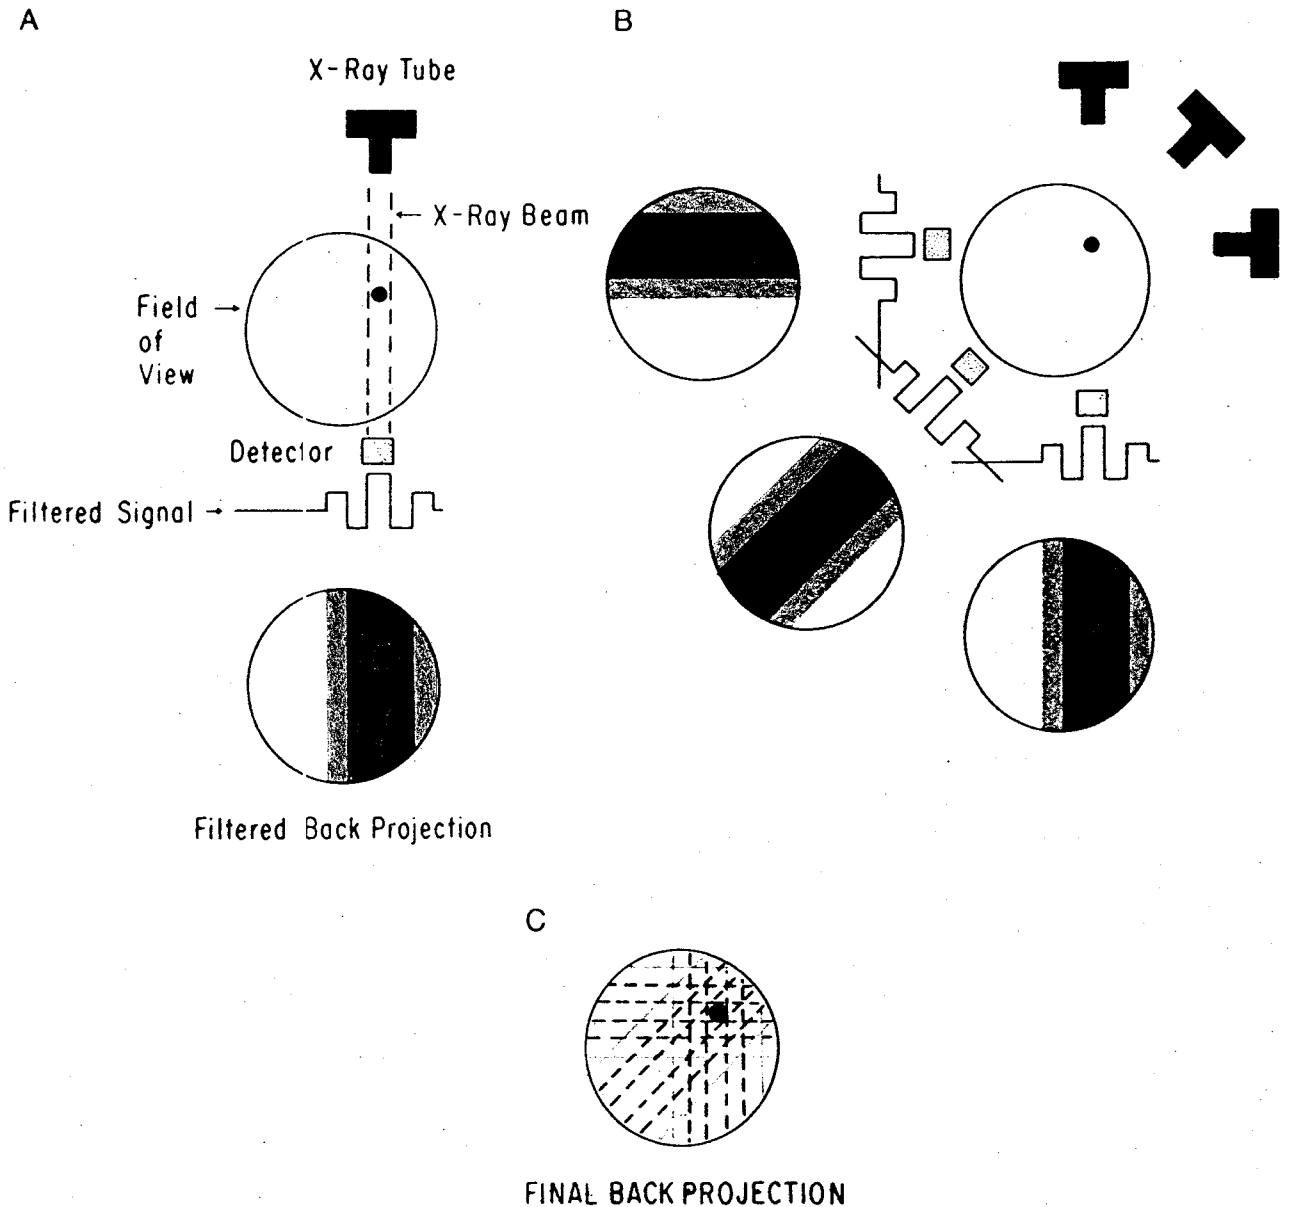 A
B
X-Ray Tube
X-Ray Beam
Field
of
View
Detector
Filtered Signal
Filtered Back Projection
C
FINAL BACK PROJECTION